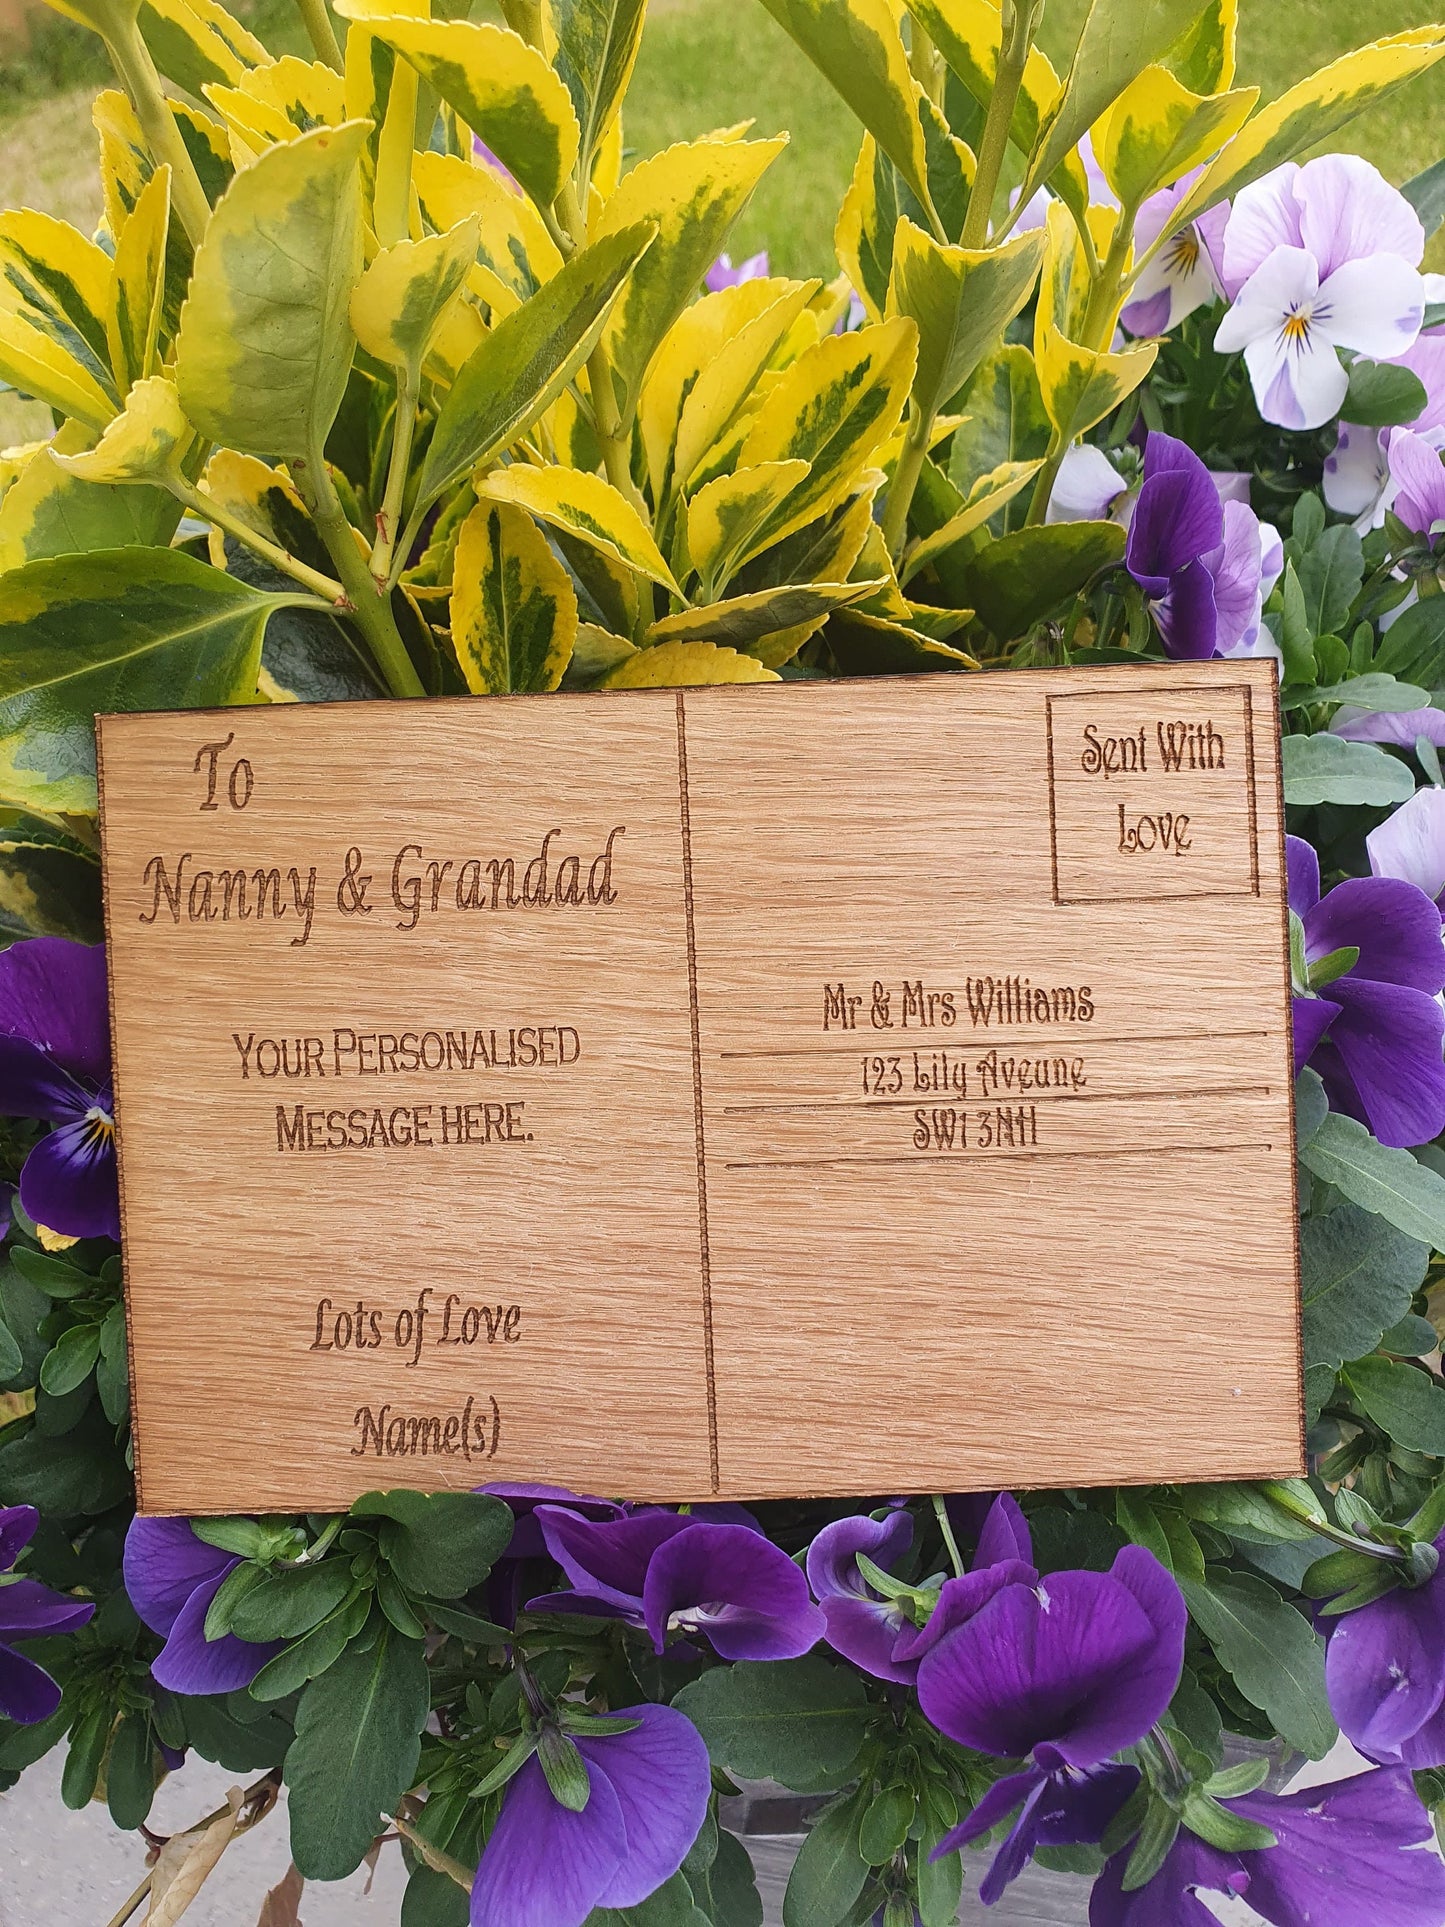 To
Nanny & Grandad
YOUR PERSONALISED
MESSAGE HERE.
Lots of Love
Name(s)
Sent With
Love
Mr & Mrs Williams
123 Lily Aveune
SW1 3NH